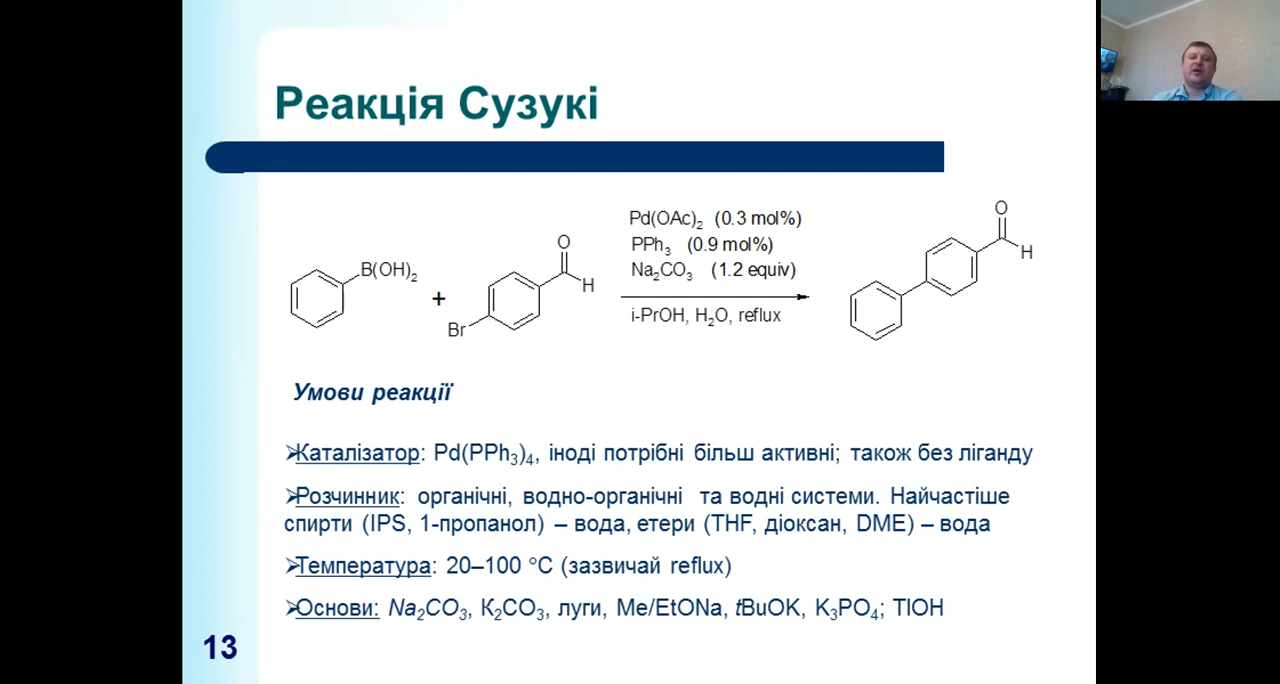 Реакція Сузукі
Pd(OAc)₂ (0.3 mol%)
PPh₃ (0.9 mol%)
Na₂CO₃ (1.2 equiv)
i-PrOH, H₂O, reflux
B(OH)₂
+
Br
O
H
O
H
Умови реакції
➢Каталізатор: Pd(PPh₃)₄, іноді потрібні більш активні; також без ліганду
➢Розчинник: органічні, водно-органічні та водні системи. Найчастіше
спирти (IPS, 1-пропанол) – вода, етери (THF, діоксан, DME) – вода
➢Температура: 20–100 °C (зазвичай reflux)
➢Основи: Na₂CO₃, К₂CO₃, луги, Me/EtONa, tBuOK, K₃PO₄; TlOH
13